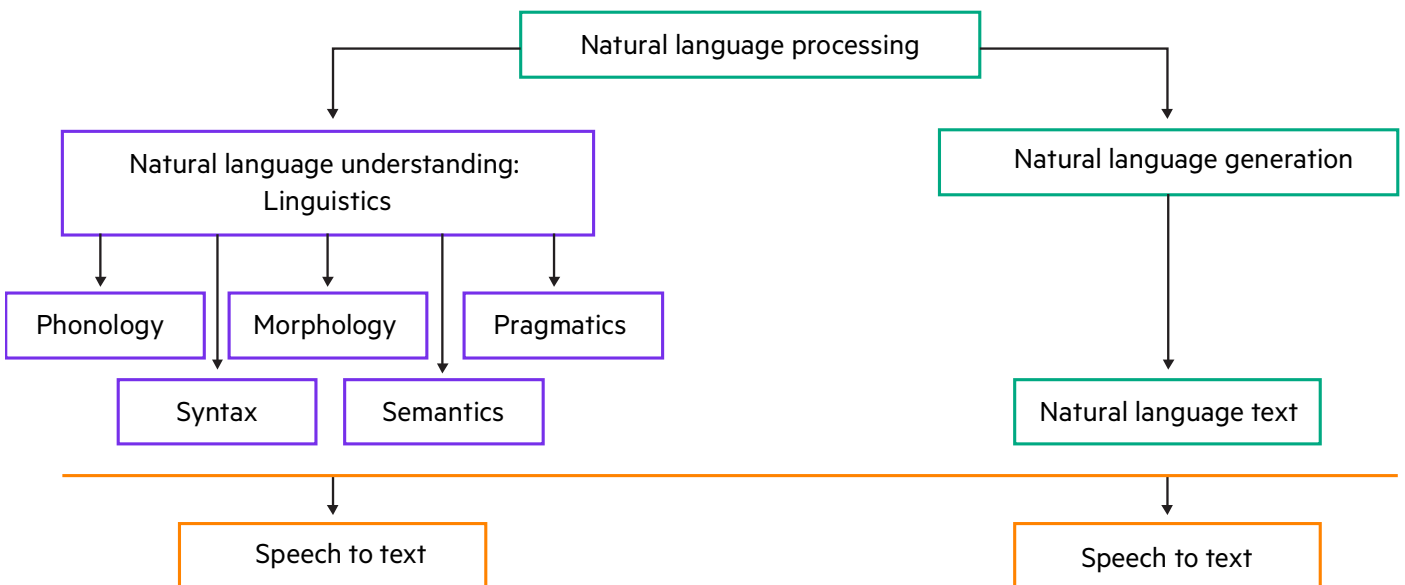 Natural language processing
Natural language understanding:
Linguistics
Natural language generation
Phonology
Morphology
Pragmatics
Syntax
Semantics
Natural language text
Speech to text
Speech to text